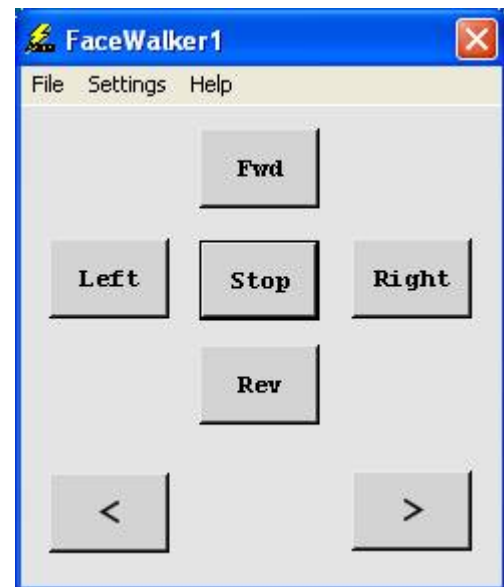 FaceWalker1
File Settings Help
Fwd
Left Stop Right
Rev
< >